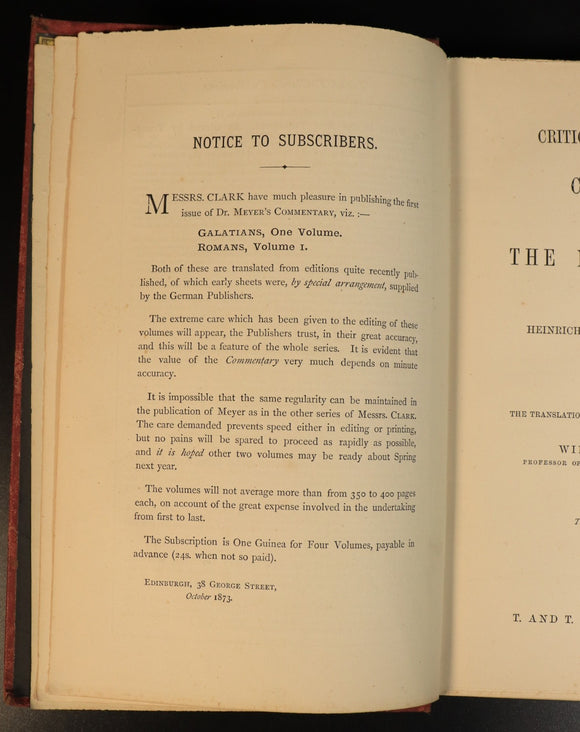 NOTICE TO SUBSCRIBERS.
MESSRS. CLARK have much pleasure in publishing the first
issue of Dr. MEYER'S COMMENTARY, viz. :—
GALATIANS, One Volume.
ROMANS, Volume I.
Both of these are translated from editions quite recently pub-
lished, of which early sheets were, by special arrangement, supplied
by the German Publishers.
The extreme care which has been given to the editing of these
volumes will appear, the Publishers trust, in their great accuracy,
and this will be a feature of the whole series. It is evident that
the value of the Commentary very much depends on minute
accuracy.
It is impossible that the same regularity can be maintained in
the publication of Meyer as in the other series of Messrs. CLARK.
The care demanded prevents speed either in editing or printing,
but no pains will be spared to proceed as rapidly as possible,
and it is hoped other two volumes may be ready about Spring
next year.
The volumes will not average more than from 350 to 400 pages
each, on account of the great expense involved in the undertaking
from first to last.
The Subscription is One Guinea for Four Volumes, payable in
advance (24s. when not so paid).
EDINBURGH, 38 GEORGE STREET,
October 1873.
CRITIC
C
THE
HEINRICH
THE TRANSLATIO
WI
PROFESSOR OF
T. AND T.